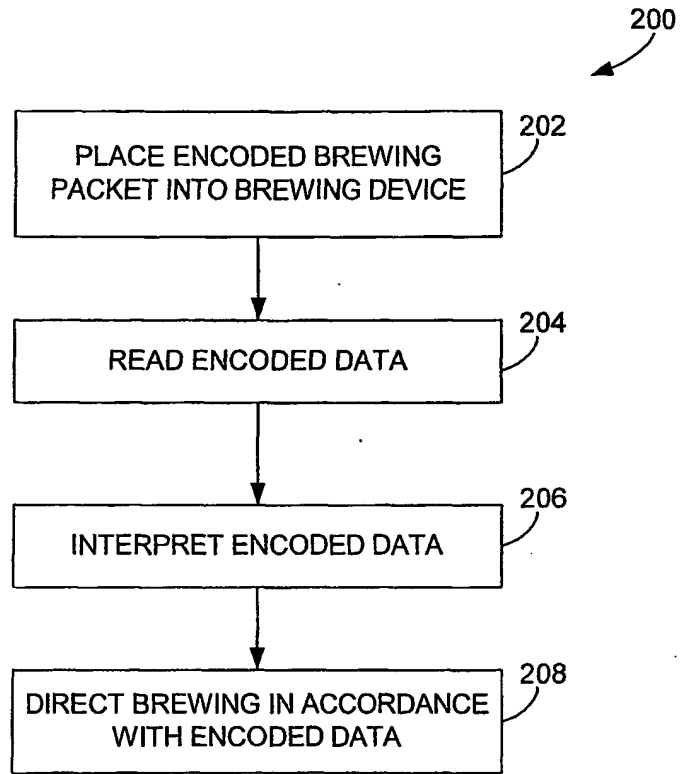 200
202
PLACE ENCODED BREWING
PACKET INTO BREWING DEVICE
204
READ ENCODED DATA
206
INTERPRET ENCODED DATA
208
DIRECT BREWING IN ACCORDANCE
WITH ENCODED DATA